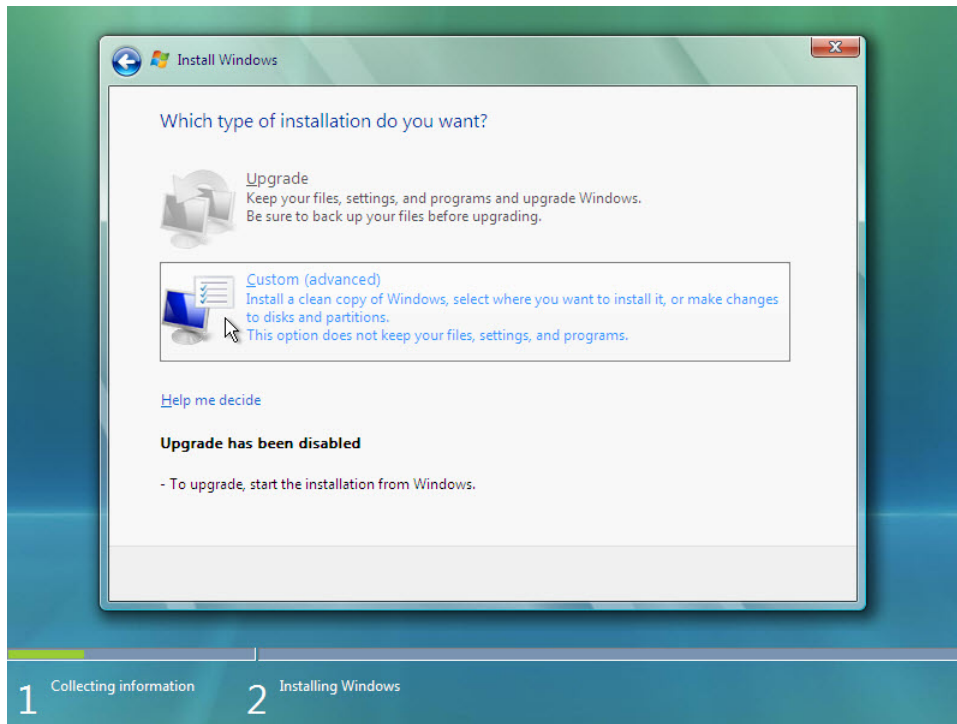 Install Windows
Which type of installation do you want?
Upgrade
Keep your files, settings, and programs and upgrade Windows.
Be sure to back up your files before upgrading.
Custom (advanced)
Install a clean copy of Windows, select where you want to install it, or make changes
to disks and partitions.
This option does not keep your files, settings, and programs.
Help me decide
Upgrade has been disabled
- To upgrade, start the installation from Windows.
1 Collecting information
2 Installing Windows